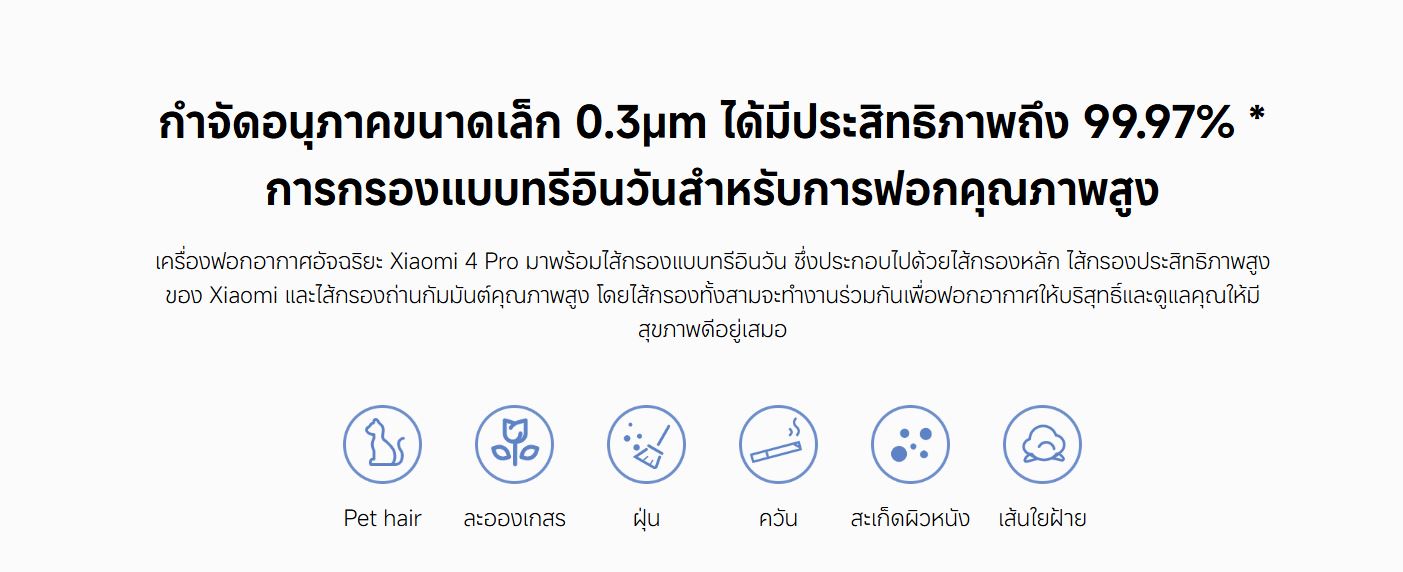 กำจัดอนุภาคขนาดเล็ก 0.3μm ได้มีประสิทธิภาพถึง 99.97% *
การกรองแบบทรีอินวันสำหรับการฟอกคุณภาพสูง
เครื่องฟอกอากาศอัจฉริยะ Xiaomi 4 Pro มาพร้อมไส้กรองแบบทรีอินวัน ซึ่งประกอบไปด้วยไส้กรองหลัก ไส้กรองประสิทธิภาพสูง
ของ Xiaomi และไส้กรองถ่านกัมมันต์คุณภาพสูง โดยไส้กรองทั้งสามจะทำงานร่วมกันเพื่อฟอกอากาศให้บริสุทธิ์และดูแลคุณให้มี
สุขภาพดีอยู่เสมอ
Pet hair ละอองเกสร ฝุ่น ควัน สะเก็ดผิวหนัง เส้นใยฝ้าย